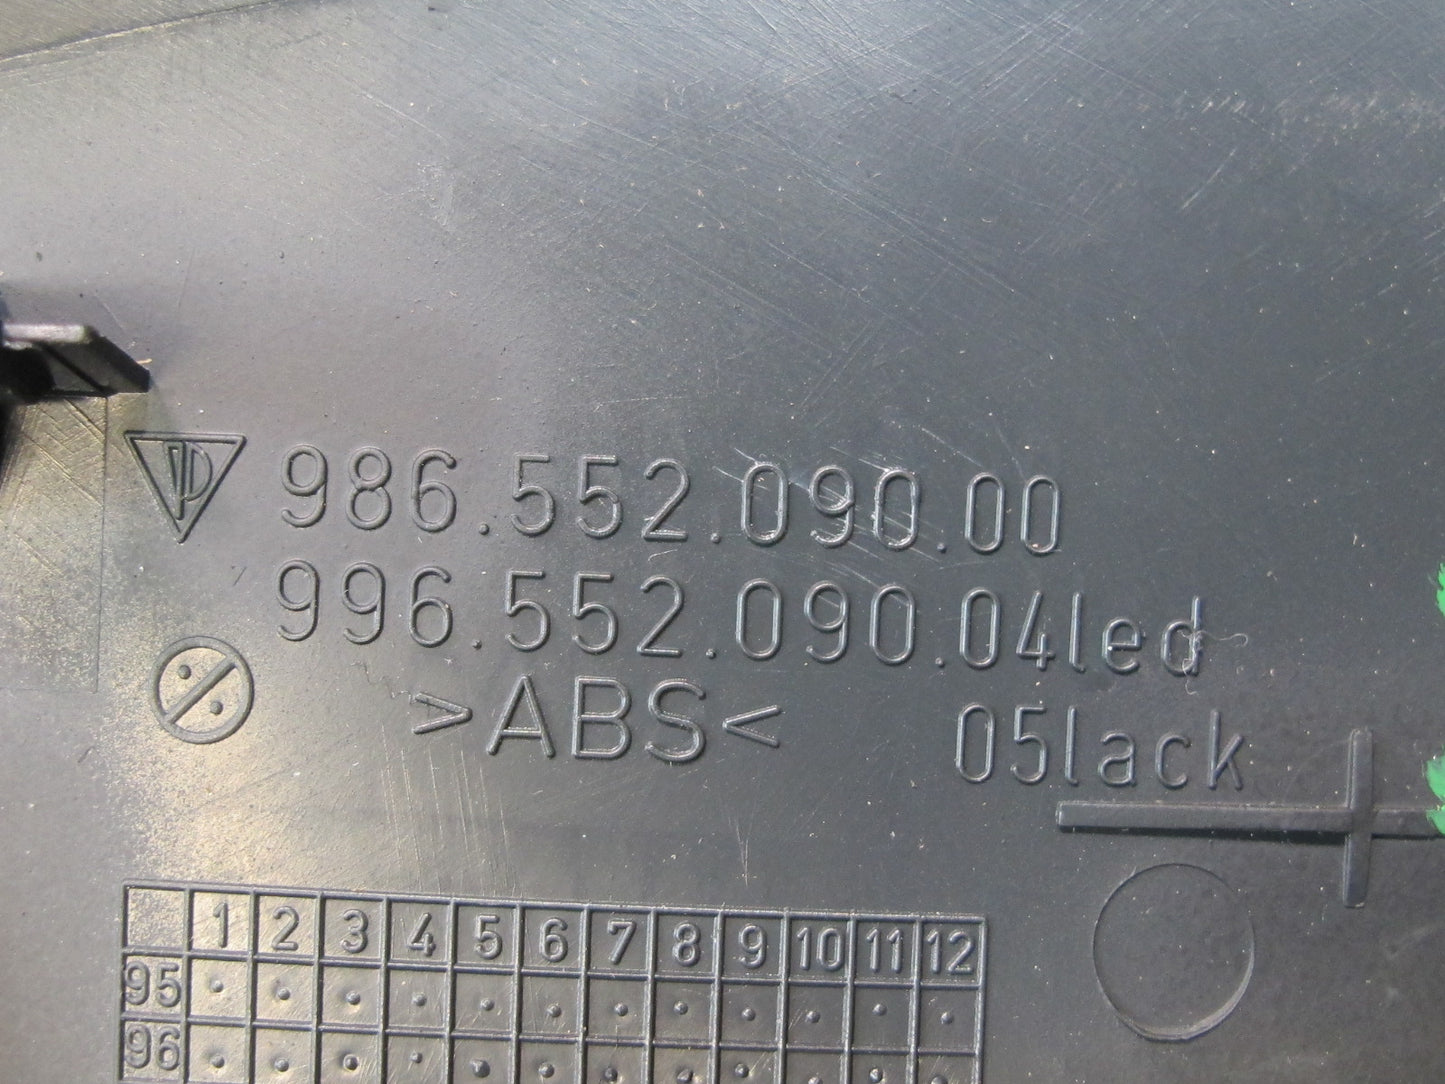 986.552.090.00
996.552.090.04led
>ABS< 05lack
1 2 3 4 5 6 7 8 9 10 11 12
95
96